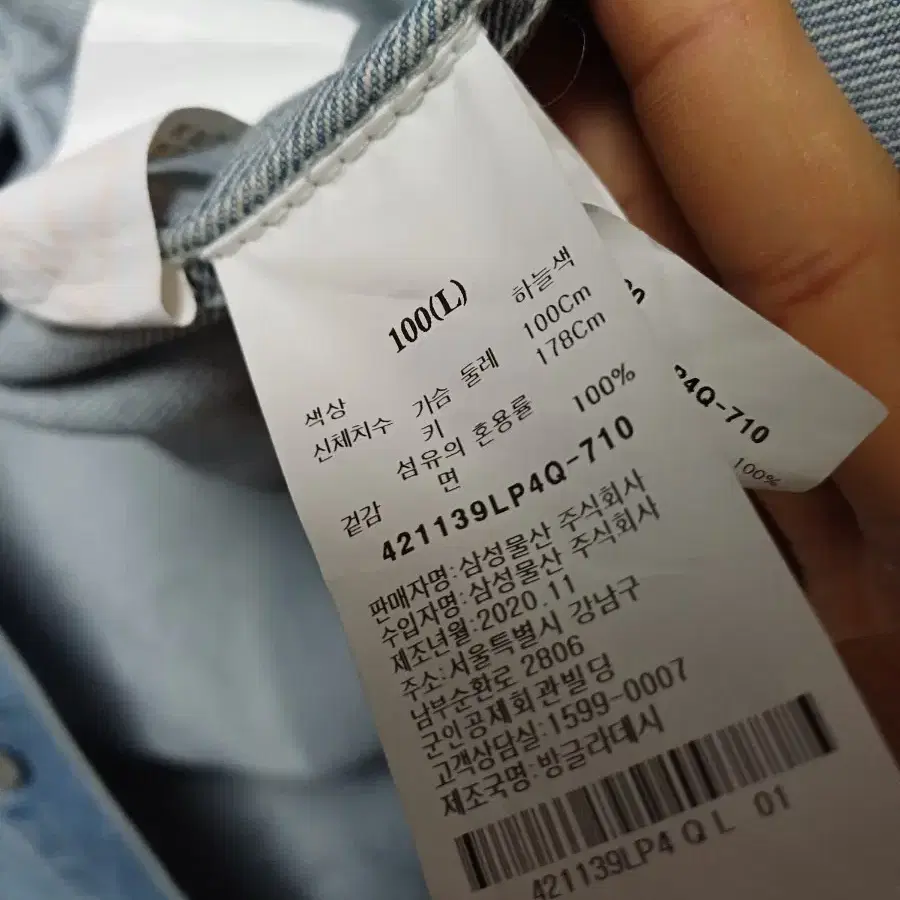 100(L)
색상 하늘색
신체치수 가슴 둘레 100Cm
키 178Cm
섬유의 혼용률
겉감 면 100%
421139LP4Q-710
판매자명:삼성물산 주식회사
수입자명:삼성물산 주식회사
제조년월:2020.11
주소:서울특별시 강남구
남부순환로 2806
군인공제회관빌딩
고객상담실:1599-0007
제조국명:방글라데시
421139LP4 Q L 01
4Q-710
100%